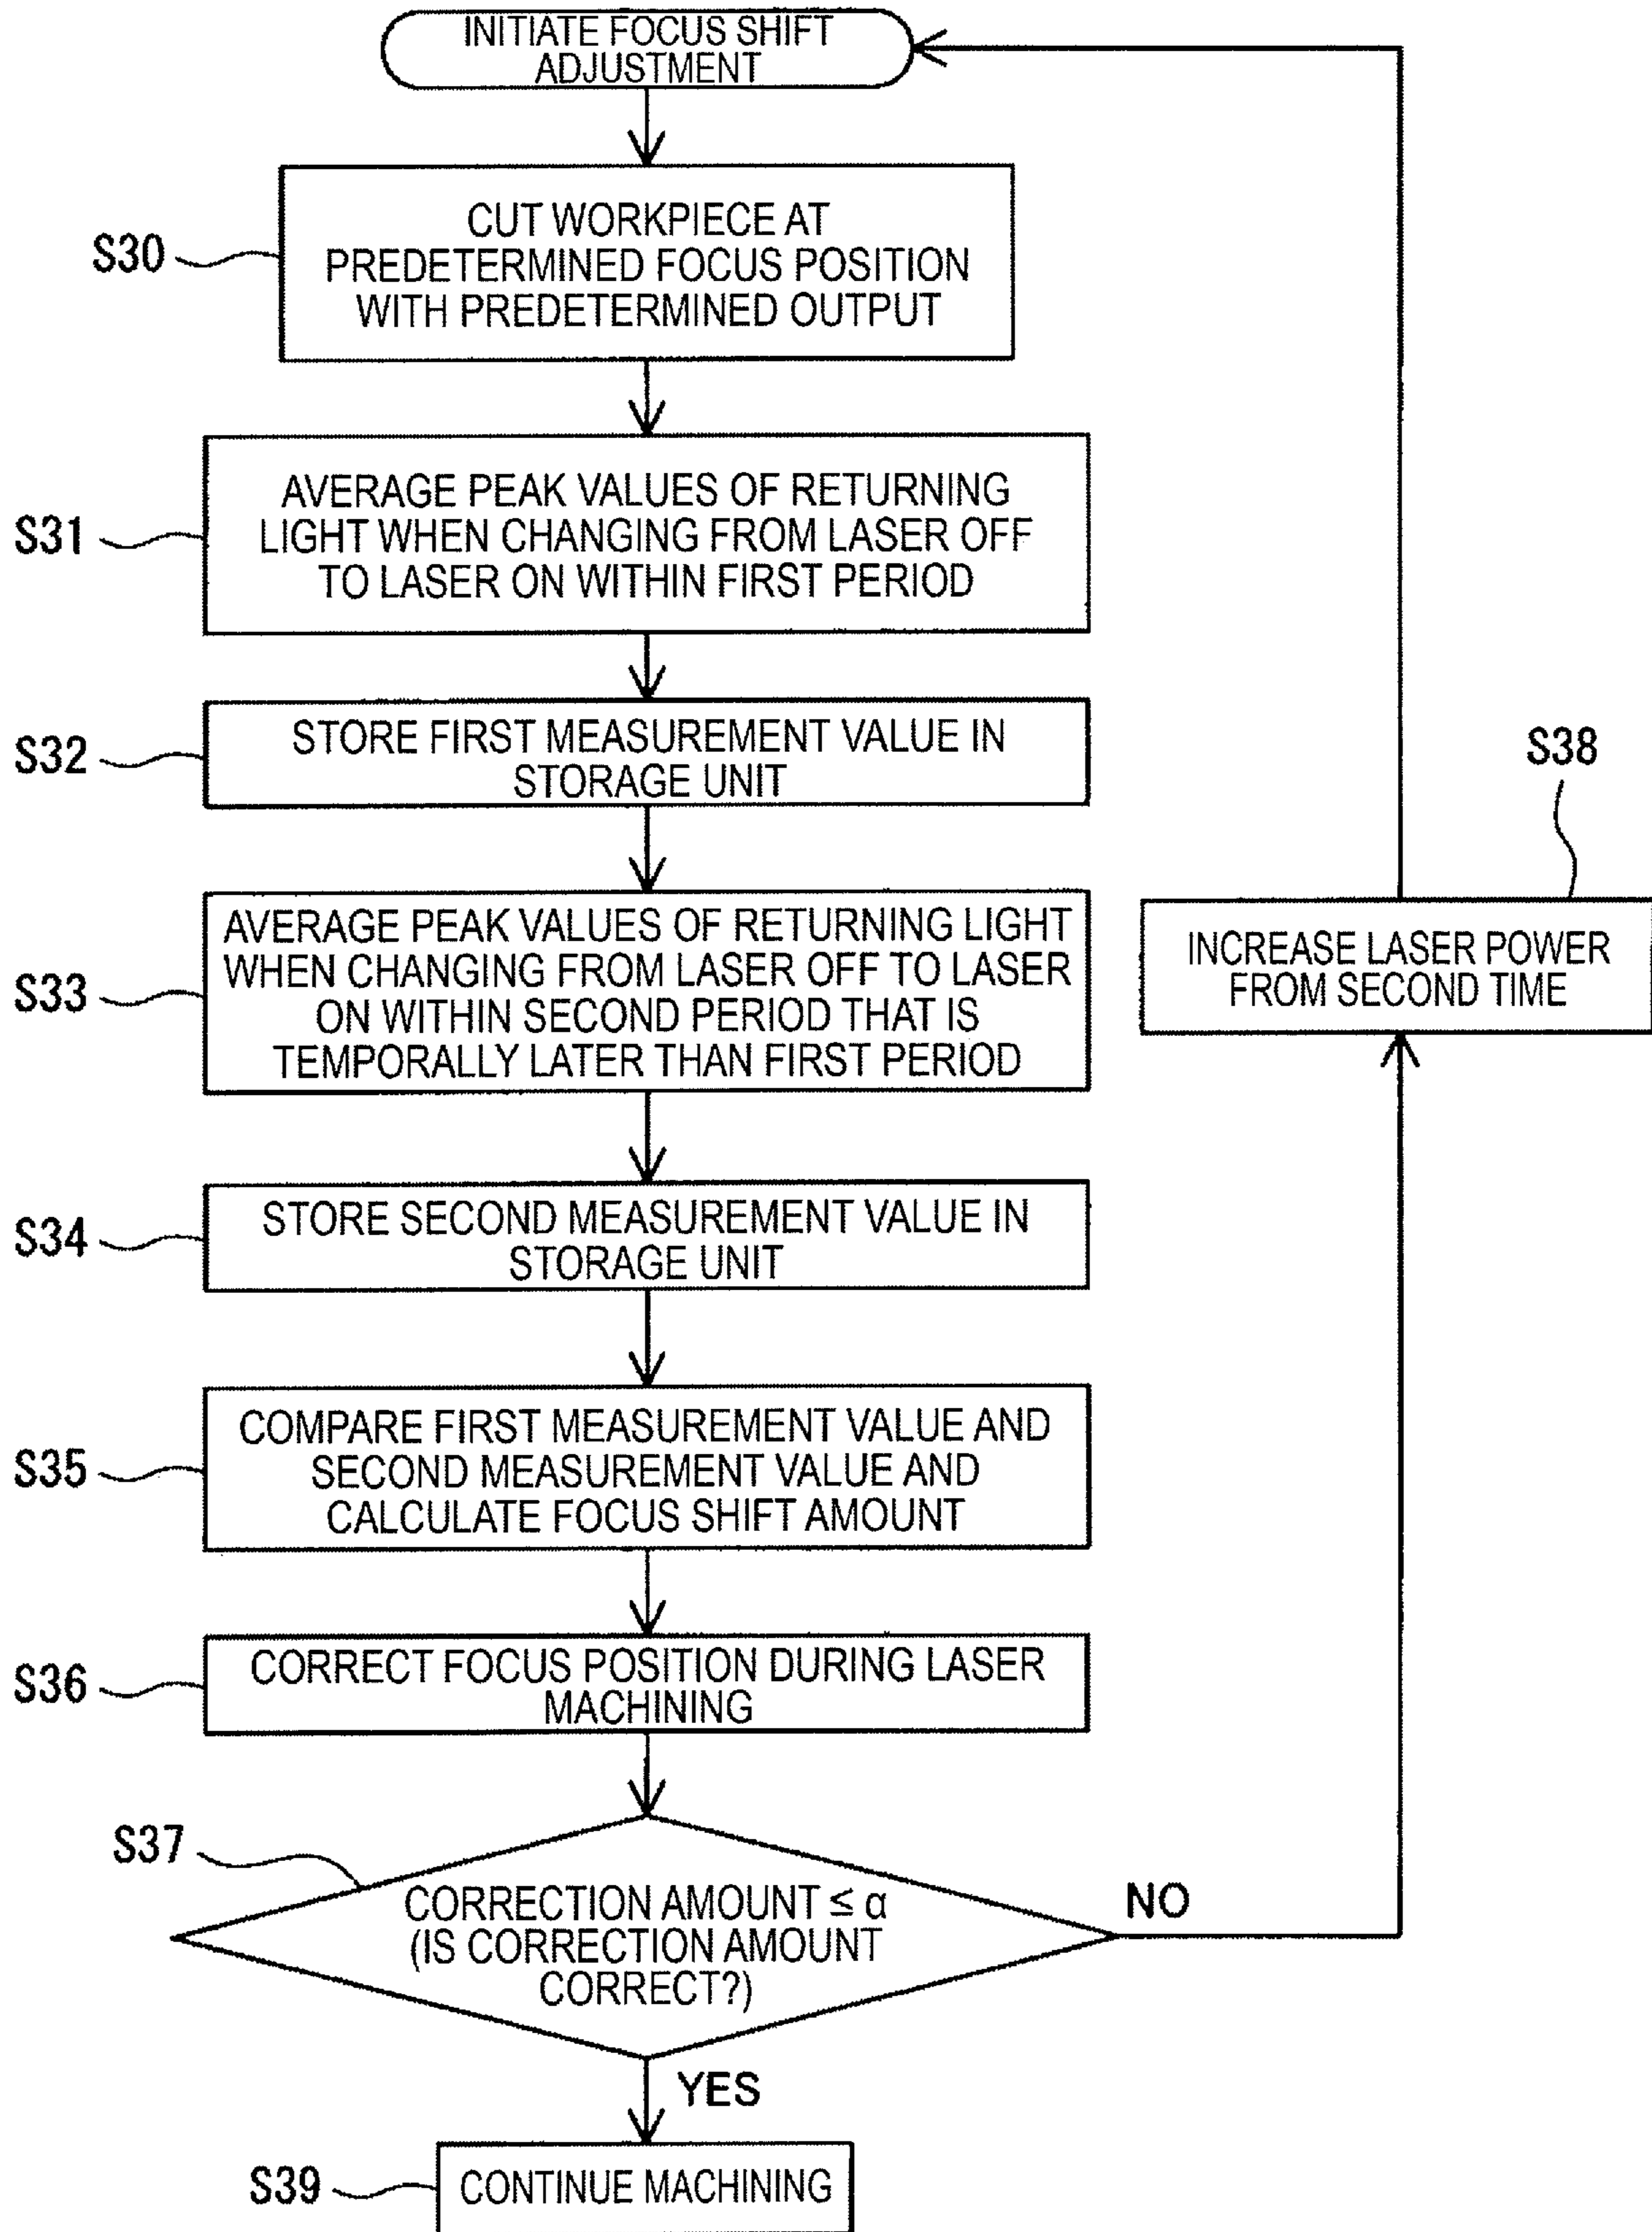 INITIATE FOCUS SHIFT
ADJUSTMENT
S30
CUT WORKPIECE AT
PREDETERMINED FOCUS POSITION
WITH PREDETERMINED OUTPUT
S31
AVERAGE PEAK VALUES OF RETURNING
LIGHT WHEN CHANGING FROM LASER OFF
TO LASER ON WITHIN FIRST PERIOD
S32
STORE FIRST MEASUREMENT VALUE IN
STORAGE UNIT
S33
AVERAGE PEAK VALUES OF RETURNING LIGHT
WHEN CHANGING FROM LASER OFF TO LASER
ON WITHIN SECOND PERIOD THAT IS
TEMPORALLY LATER THAN FIRST PERIOD
S34
STORE SECOND MEASUREMENT VALUE IN
STORAGE UNIT
S35
COMPARE FIRST MEASUREMENT VALUE AND
SECOND MEASUREMENT VALUE AND
CALCULATE FOCUS SHIFT AMOUNT
S36
CORRECT FOCUS POSITION DURING LASER
MACHINING
S37
CORRECTION AMOUNT ≤ α
(IS CORRECTION AMOUNT
CORRECT?)
NO
S38
INCREASE LASER POWER
FROM SECOND TIME
YES
S39
CONTINUE MACHINING